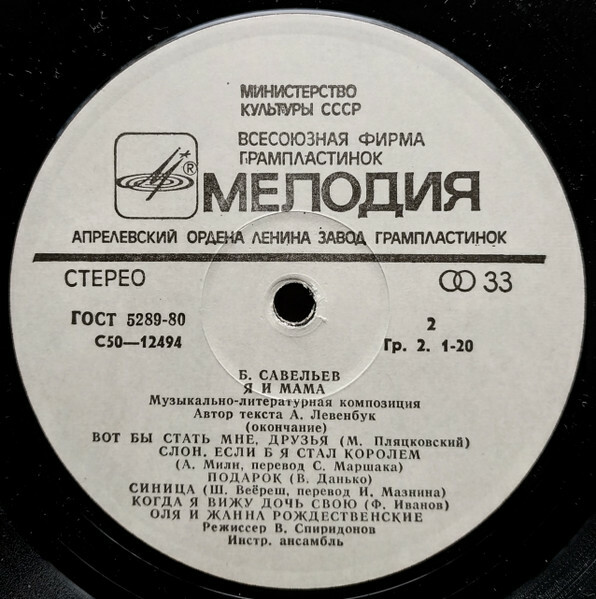 МИНИСТЕРСТВО
КУЛЬТУРЫ СССР
ВСЕСОЮЗНАЯ ФИРМА
ГРАМПЛАСТИНОК
® МЕЛОДИЯ
АПРЕЛЕВСКИЙ ОРДЕНА ЛЕНИНА ЗАВОД ГРАМПЛАСТИНОК
СТЕРЕО 33
ГОСТ 5289-80 2
С50—12494 Гр. 2. 1-20
Б. САВЕЛЬЕВ
Я И МАМА
Музыкально-литературная композиция
Автор текста А. Левенбук
(окончание)
ВОТ БЫ СТАТЬ МНЕ, ДРУЗЬЯ (М. Пляцковский)
СЛОН, ЕСЛИ Б Я СТАЛ КОРОЛЕМ
(А. Милн, перевод С. Маршака)
ПОДАРОК (В. Данько)
СИНИЦА (Ш. Веёреш, перевод И. Мазнина)
КОГДА Я ВИЖУ ДОЧЬ СВОЮ (Ф. Иванов)
ОЛЯ И ЖАННА РОЖДЕСТВЕНСКИЕ
Режиссер В. Спиридонов
Инстр. ансамбль